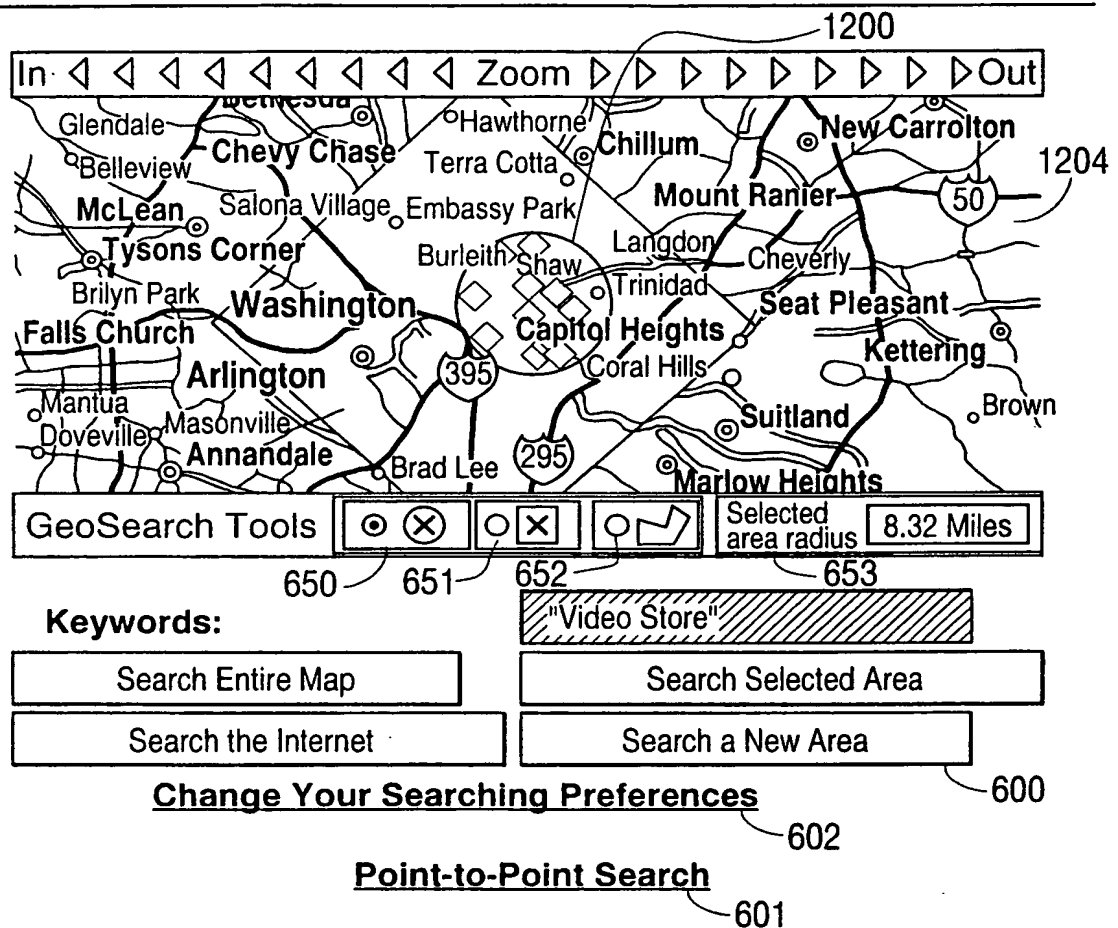 1200
In Zoom Out
Bethesda
Glendale
Hawthorne
New Carrolton
Chevy Chase
Chillum
Belleview
Terra Cotta
1204
McLean
Salona Village
Embassy Park
Mount Ranier
50
Tysons Corner
Burleith
Shaw
Langdon
Cheverly
Brilyn Park
Washington
Trinidad
Seat Pleasant
Falls Church
Capitol Heights
Kettering
Arlington
395
Coral Hills
Mantua
Masonville
Suitland
Brown
Doveville
Annandale
Brad Lee
295
Marlow Heights
GeoSearch Tools
Selected
area radius
8.32 Miles
650
651
652
653
Keywords:
"Video Store"
Search Entire Map
Search Selected Area
Search the Internet
Search a New Area
600
Change Your Searching Preferences
602
Point-to-Point Search
601